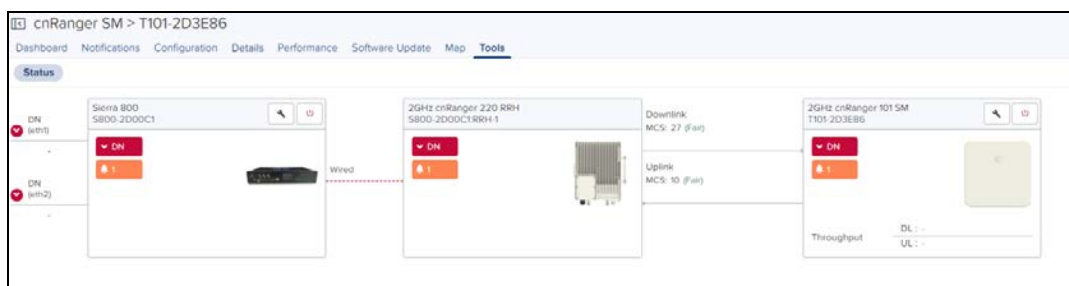 cnRanger SM > T101-2D3E86
Dashboard Notifications Configuration Details Performance Software Update Map Tools
Status
DN
(eth1)
-
DN
(eth2)
-
Sierra 800
S800-2D00C1
DN
1
Wired
2GHz cnRanger 220 RRH
S800-2D00C1:RRH-1
DN
1
Downlink
MCS: 27 (Fair)
Uplink
MCS: 10 (Fair)
2GHz cnRanger 101 SM
T101-2D3E86
DN
1
Throughput
DL : -
UL : -